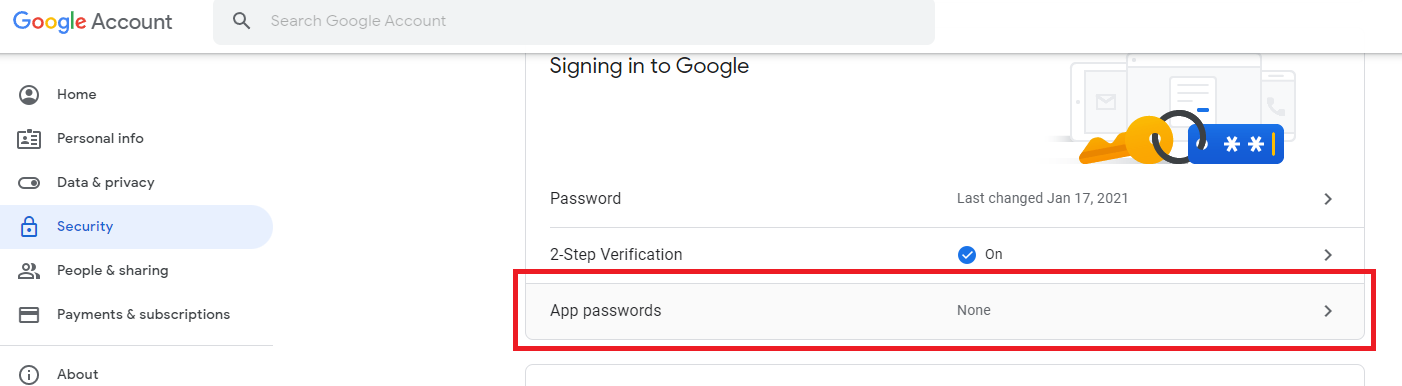 Google Account
Search Google Account
Home
Personal info
Data & privacy
Security
People & sharing
Payments & subscriptions
About
Signing in to Google
Password Last changed Jan 17, 2021
2-Step Verification On
App passwords None